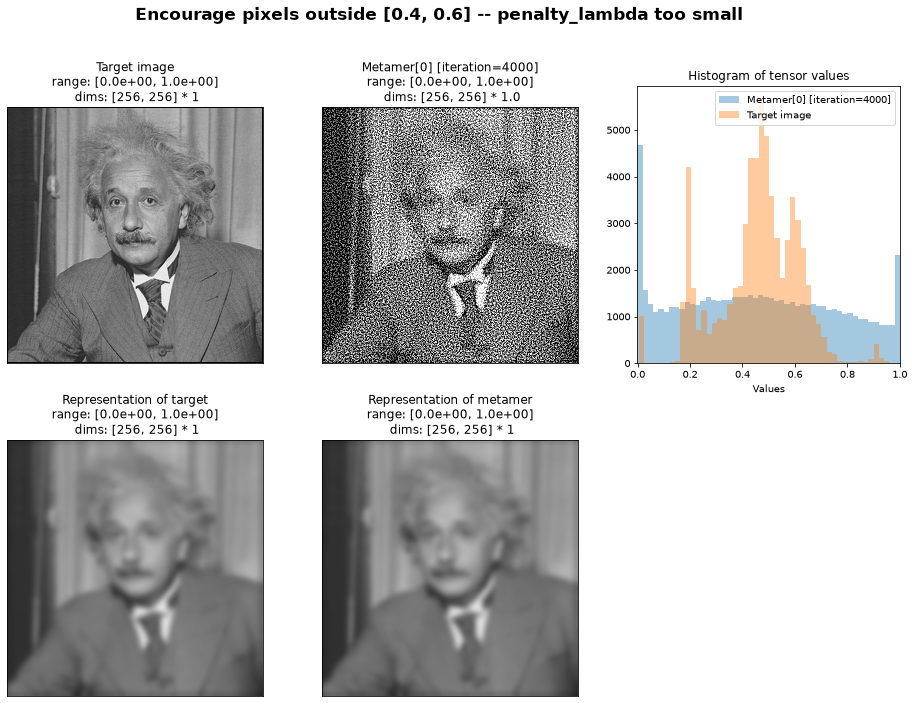 Encourage pixels outside [0.4, 0.6] -- penalty_lambda too small
Target image
range: [0.0e+00, 1.0e+00]
dims: [256, 256] * 1
Metamer[0] [iteration=4000]
range: [0.0e+00, 1.0e+00]
dims: [256, 256] * 1.0
Histogram of tensor values
Metamer[0] [iteration=4000]
Target image
5000
4000
3000
2000
1000
0
0.0 0.2 0.4 0.6 0.8 1.0
Values
Representation of target
range: [0.0e+00, 1.0e+00]
dims: [256, 256] * 1
Representation of metamer
range: [0.0e+00, 1.0e+00]
dims: [256, 256] * 1